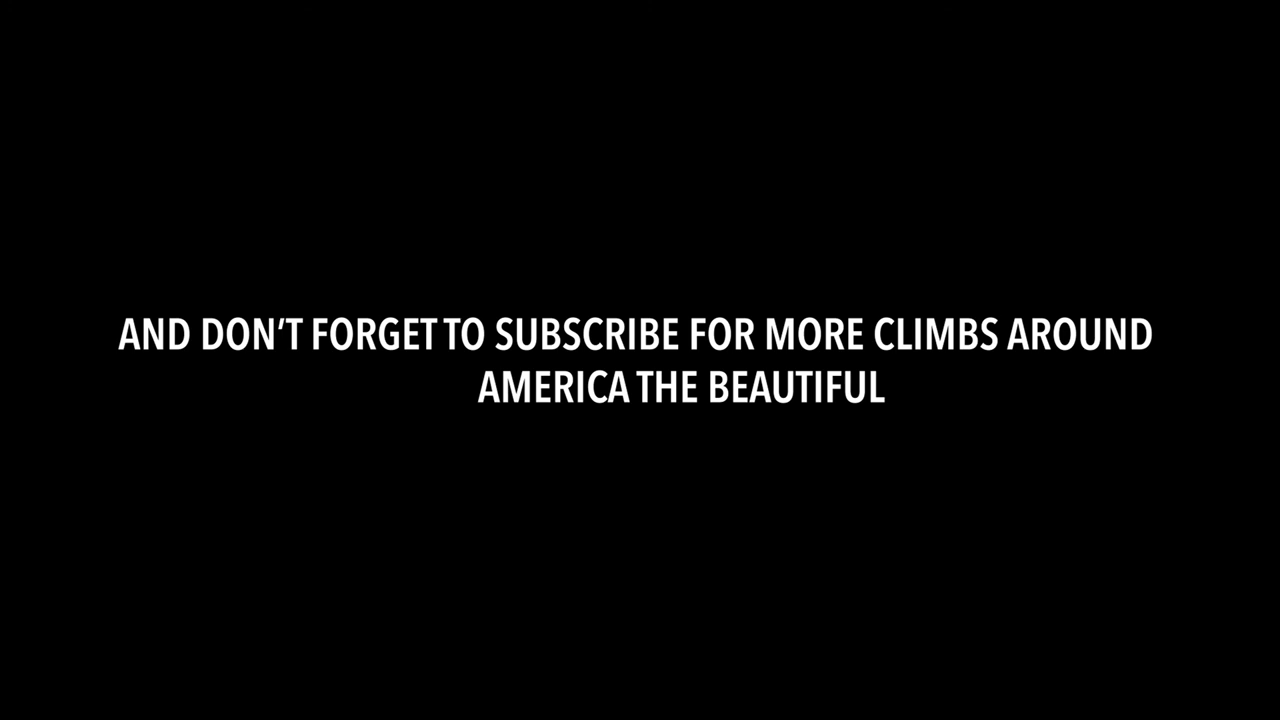 AND DON'T FORGET TO SUBSCRIBE FOR MORE CLIMBS AROUND
AMERICA THE BEAUTIFUL